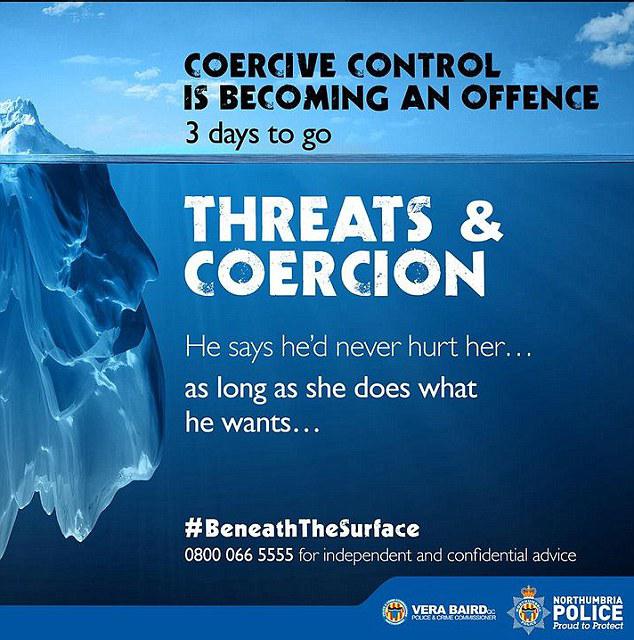 COERCIVE CONTROL
IS BECOMING AN OFFENCE
3 days to go
THREATS &
COERCION
He says he'd never hurt her...
as long as she does what
he wants...
#BeneathTheSurface
0800 066 5555 for independent and confidential advice
VERA BAIRD QC
POLICE & CRIME COMMISSIONER
NORTHUMBRIA
POLICE
Proud to Protect